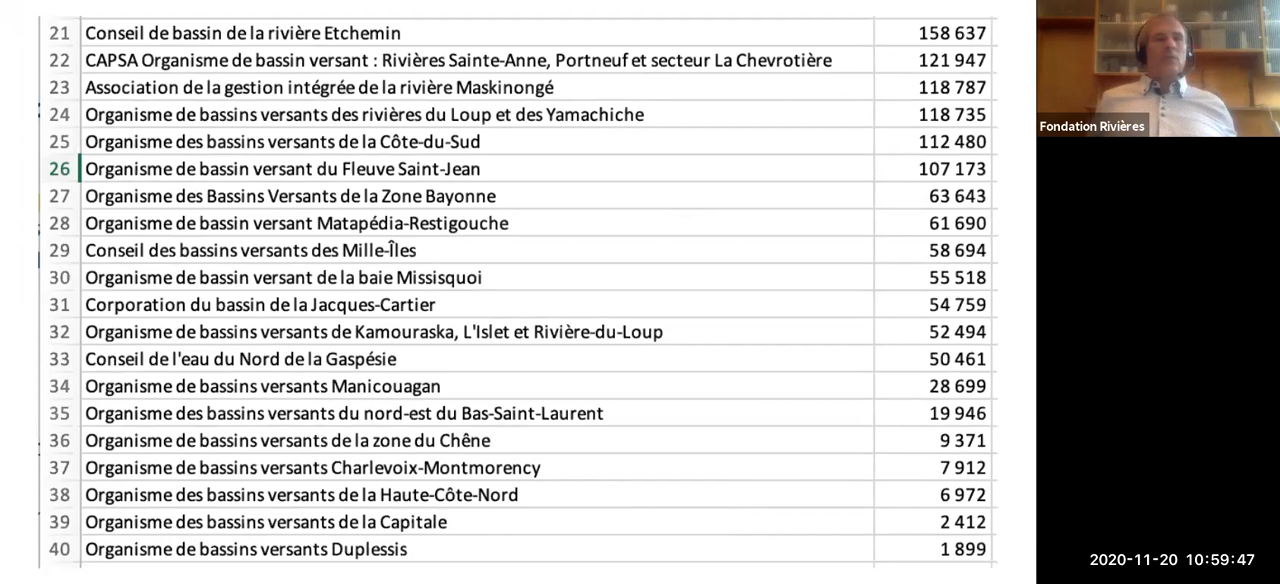 21 Conseil de bassin de la rivière Etchemin 158 637
22 CAPSA Organisme de bassin versant : Rivières Sainte-Anne, Portneuf et secteur La Chevrotière 121 947
23 Association de la gestion intégrée de la rivière Maskinongé 118 787
24 Organisme de bassins versants des rivières du Loup et des Yamachiche 118 735
25 Organisme des bassins versants de la Côte-du-Sud 112 480
26 Organisme de bassin versant du Fleuve Saint-Jean 107 173
27 Organisme des Bassins Versants de la Zone Bayonne 63 643
28 Organisme de bassin versant Matapédia-Restigouche 61 690
29 Conseil des bassins versants des Mille-Îles 58 694
30 Organisme de bassin versant de la baie Missisquoi 55 518
31 Corporation du bassin de la Jacques-Cartier 54 759
32 Organisme de bassins versants de Kamouraska, L'Islet et Rivière-du-Loup 52 494
33 Conseil de l'eau du Nord de la Gaspésie 50 461
34 Organisme de bassins versants Manicouagan 28 699
35 Organisme des bassins versants du nord-est du Bas-Saint-Laurent 19 946
36 Organisme de bassins versants de la zone du Chêne 9 371
37 Organisme des bassins versants Charlevoix-Montmorency 7 912
38 Organisme des bassins versants de la Haute-Côte-Nord 6 972
39 Organisme des bassins versants de la Capitale 2 412
40 Organisme de bassins versants Duplessis 1 899
Fondation Rivières
2020-11-20 10:59:47